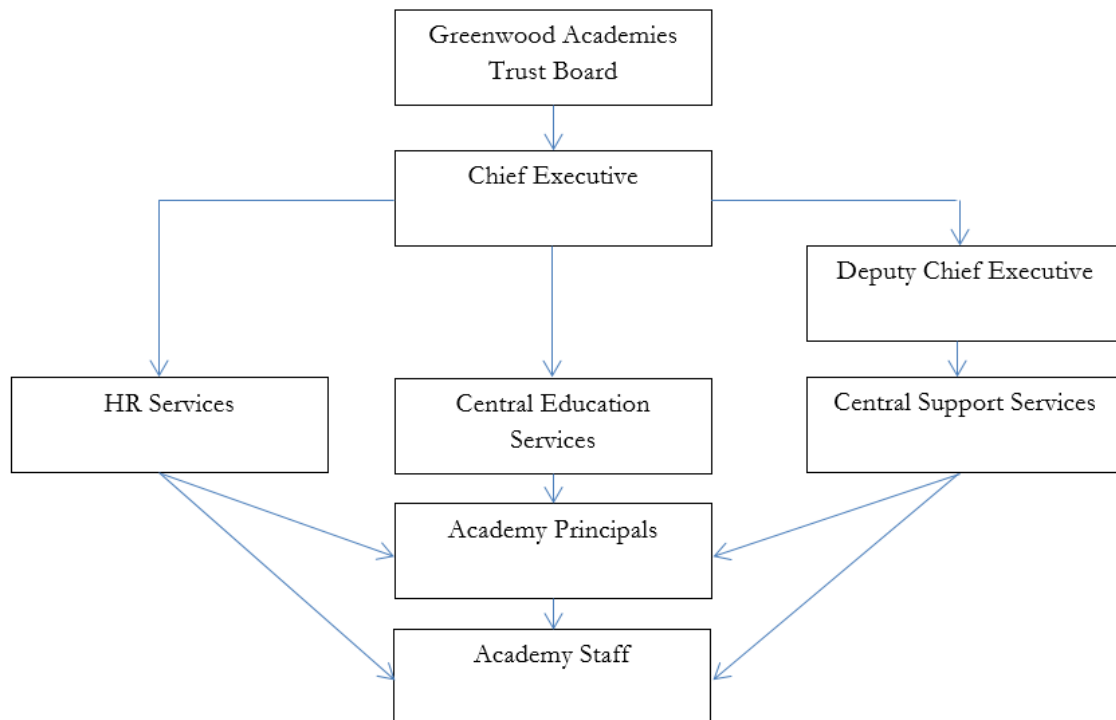 Greenwood Academies
Trust Board
Chief Executive
Deputy Chief Executive
HR Services
Central Education
Services
Central Support Services
Academy Principals
Academy Staff